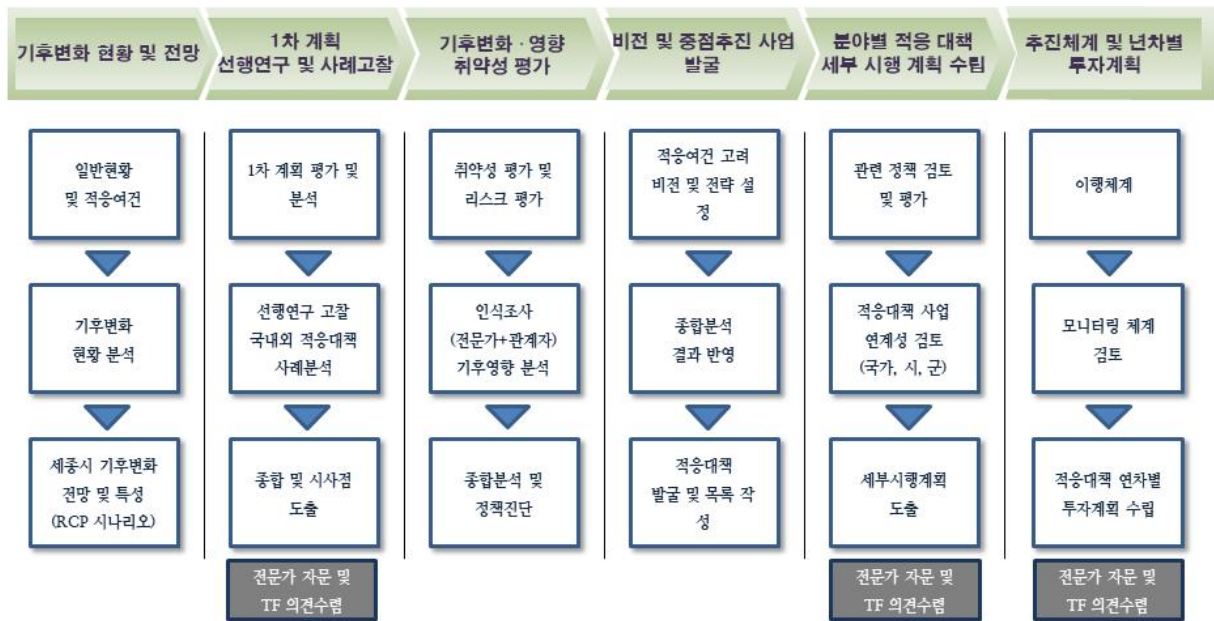 기후변화 현황 및 전망
1차 계획
선행연구 및 사례고찰
기후변화·영향
취약성 평가
비전 및 중점추진 사업
발굴
분야별 적응 대책
세부 시행 계획 수립
추진체계 및 년차별
투자계획
일반현황
및 적응여건
기후변화
현황 분석
세종시 기후변화
전망 및 특성
(RCP 시나리오)
1차 계획 평가 및
분석
선행연구 고찰
국내외 적응대책
사례분석
종합 및 시사점
도출
전문가 자문 및
TF 의견수렴
취약성 평가 및
리스크 평가
인식조사
(전문가+관계자)
기후영향 분석
종합분석 및
정책진단
적응여건 고려
비전 및 전략 설
정
종합분석
결과 반영
적응대책
발굴 및 목록 작
성
관련 정책 검토
및 평가
적응대책 사업
연계성 검토
(국가, 시, 군)
세부시행계획
도출
전문가 자문 및
TF 의견수렴
이행체계
모니터링 체계
검토
적응대책 연차별
투자계획 수립
전문가 자문 및
TF 의견수렴